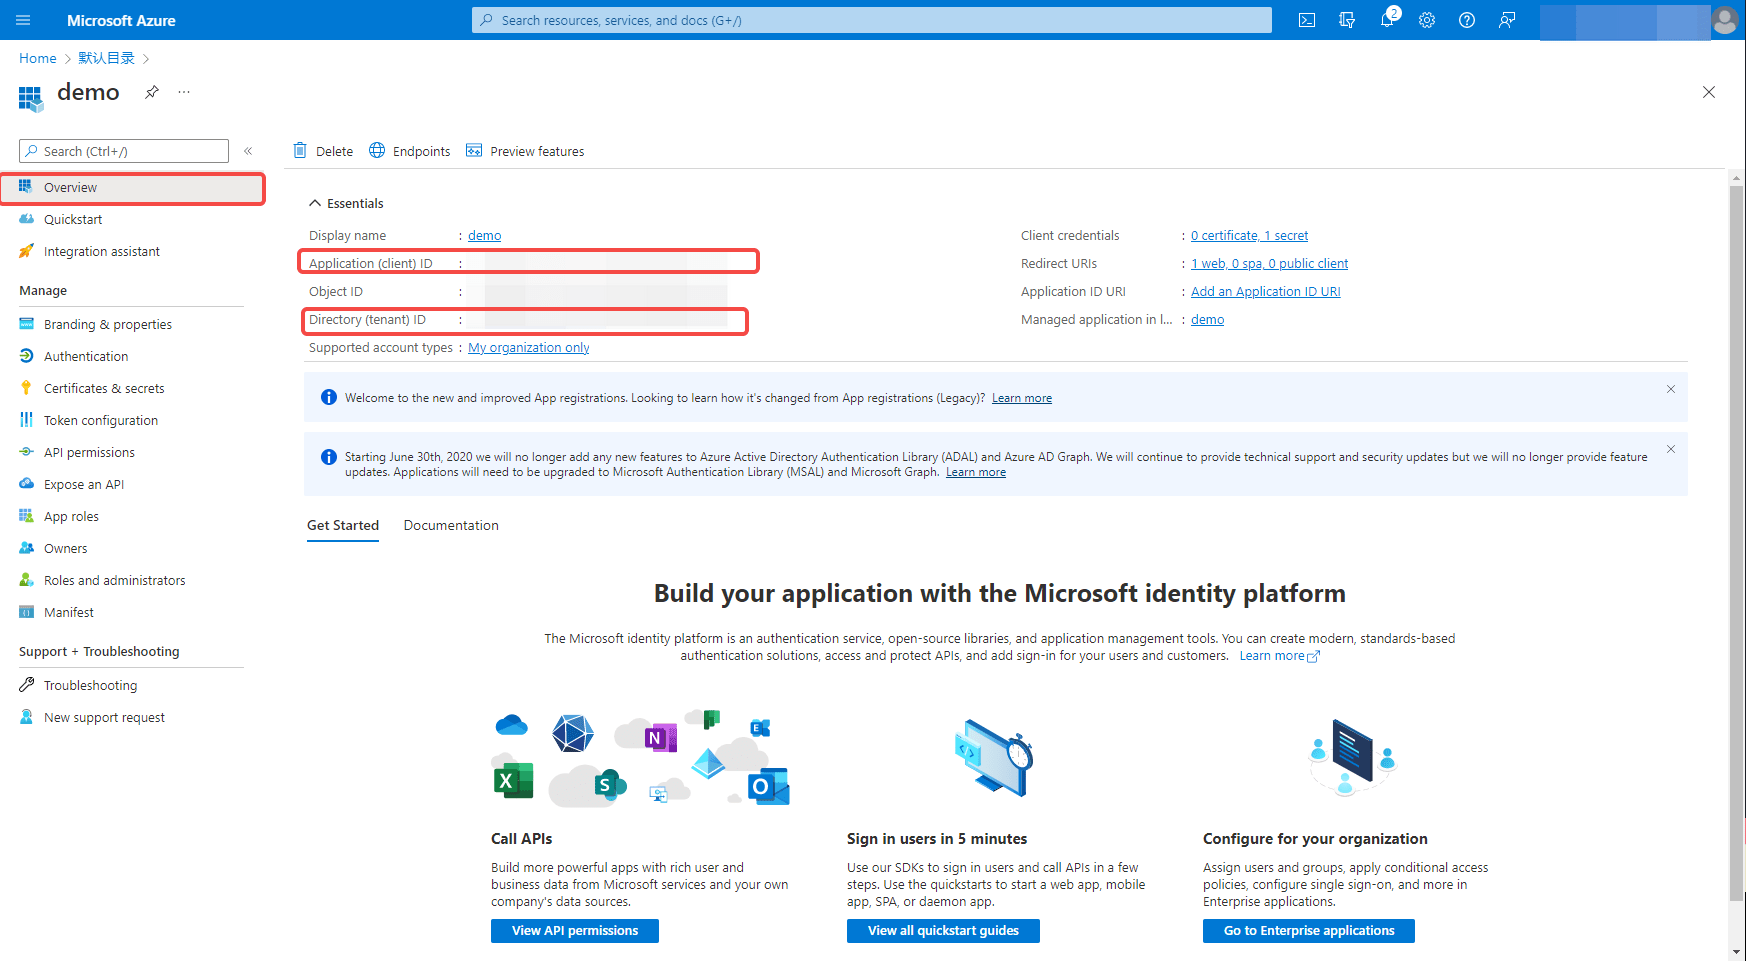 Microsoft Azure
Search resources, services, and docs (G+/)
2
Home > 默认目录 >
demo
Search (Ctrl+/)
«
Delete
Endpoints
Preview features
Overview
Quickstart
Integration assistant
Manage
Branding & properties
Authentication
Certificates & secrets
Token configuration
API permissions
Expose an API
App roles
Owners
Roles and administrators
Manifest
Support + Troubleshooting
Troubleshooting
New support request
Essentials
Display name : demo
Application (client) ID :
Object ID :
Directory (tenant) ID :
Supported account types : My organization only
Client credentials : 0 certificate, 1 secret
Redirect URIs : 1 web, 0 spa, 0 public client
Application ID URI : Add an Application ID URI
Managed application in l... : demo
Welcome to the new and improved App registrations. Looking to learn how it's changed from App registrations (Legacy)? Learn more
Starting June 30th, 2020 we will no longer add any new features to Azure Active Directory Authentication Library (ADAL) and Azure AD Graph. We will continue to provide technical support and security updates but we will no longer provide feature
updates. Applications will need to be upgraded to Microsoft Authentication Library (MSAL) and Microsoft Graph. Learn more
Get Started
Documentation
Build your application with the Microsoft identity platform
The Microsoft identity platform is an authentication service, open-source libraries, and application management tools. You can create modern, standards-based
authentication solutions, access and protect APIs, and add sign-in for your users and customers. Learn more
N
E
X
S
O
Call APIs
Build more powerful apps with rich user and
business data from Microsoft services and your own
company's data sources.
View API permissions
Sign in users in 5 minutes
Use our SDKs to sign in users and call APIs in a few
steps. Use the quickstarts to start a web app, mobile
app, SPA, or daemon app.
View all quickstart guides
Configure for your organization
Assign users and groups, apply conditional access
policies, configure single sign-on, and more in
Enterprise applications.
Go to Enterprise applications